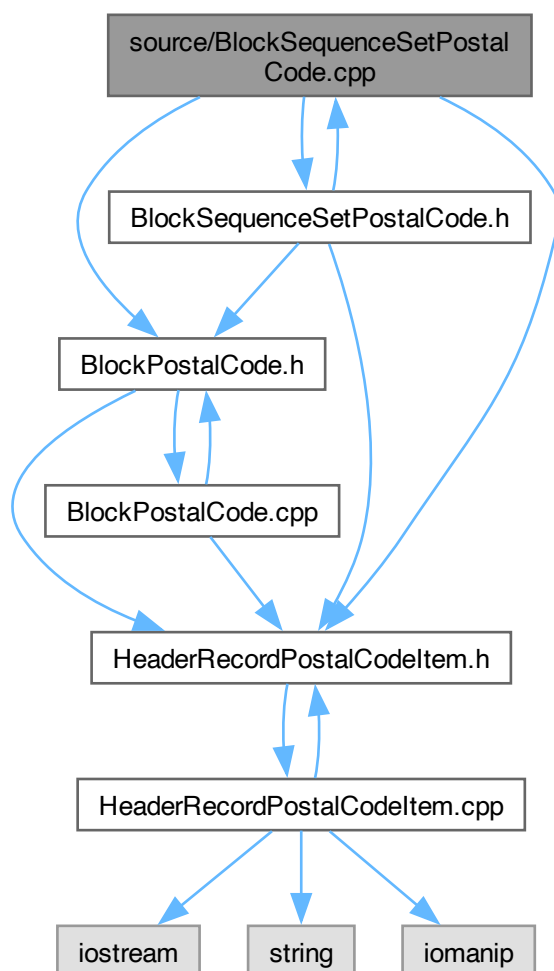 source/BlockSequenceSetPostal
Code.cpp
BlockSequenceSetPostalCode.h
BlockPostalCode.h
BlockPostalCode.cpp
HeaderRecordPostalCodeItem.h
HeaderRecordPostalCodeItem.cpp
iostream
string
iomanip